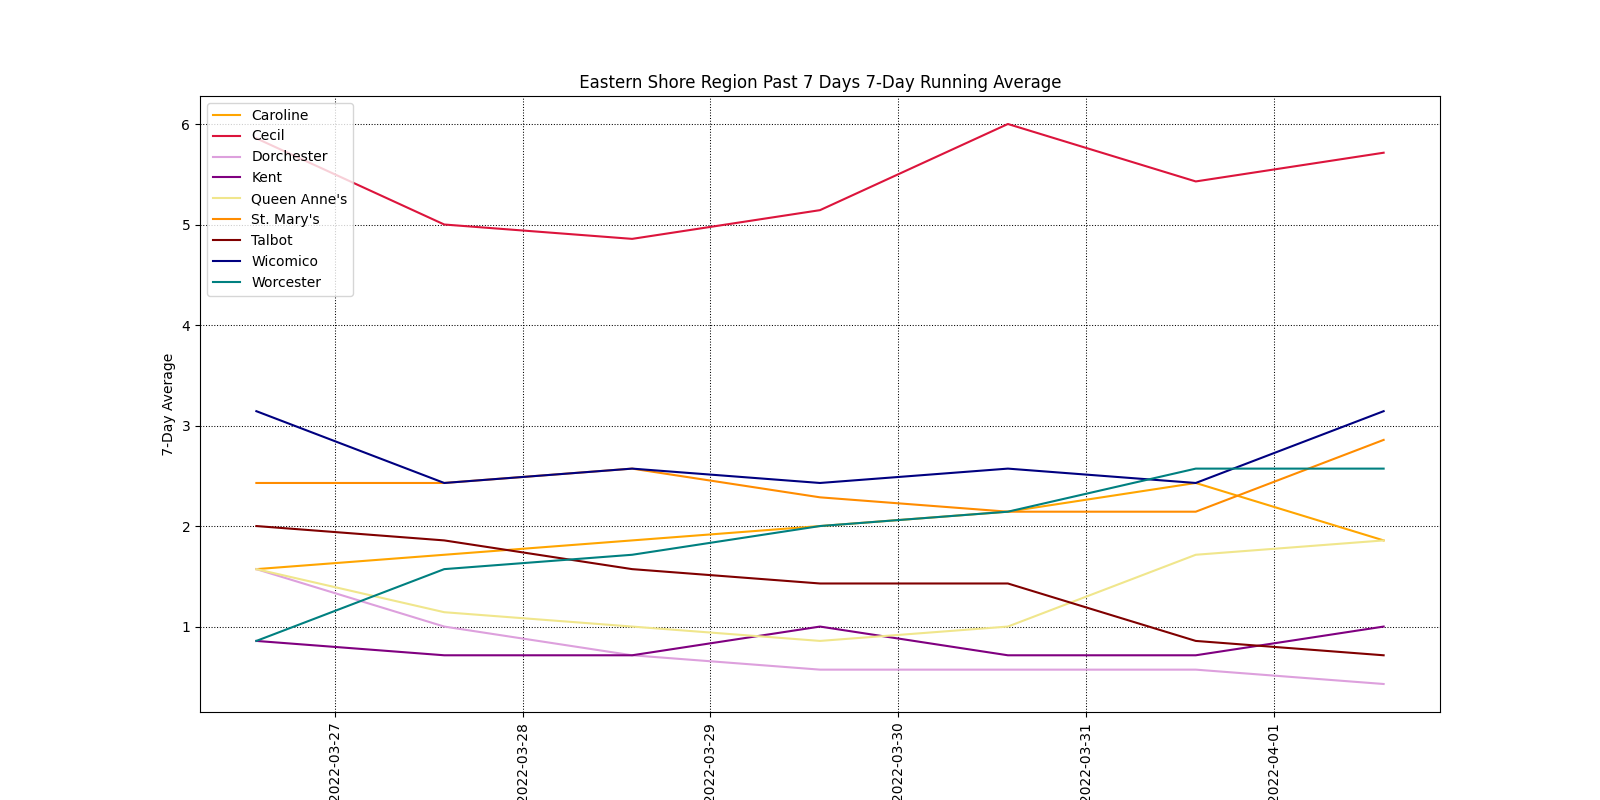 Eastern Shore Region Past 7 Days 7-Day Running Average
Caroline
Cecil
Dorchester
Kent
Queen Anne's
St. Mary's
Talbot
Wicomico
Worcester
7-Day Average
6
5
4
3
2
1
2022-03-27
2022-03-28
2022-03-29
2022-03-30
2022-03-31
2022-04-01